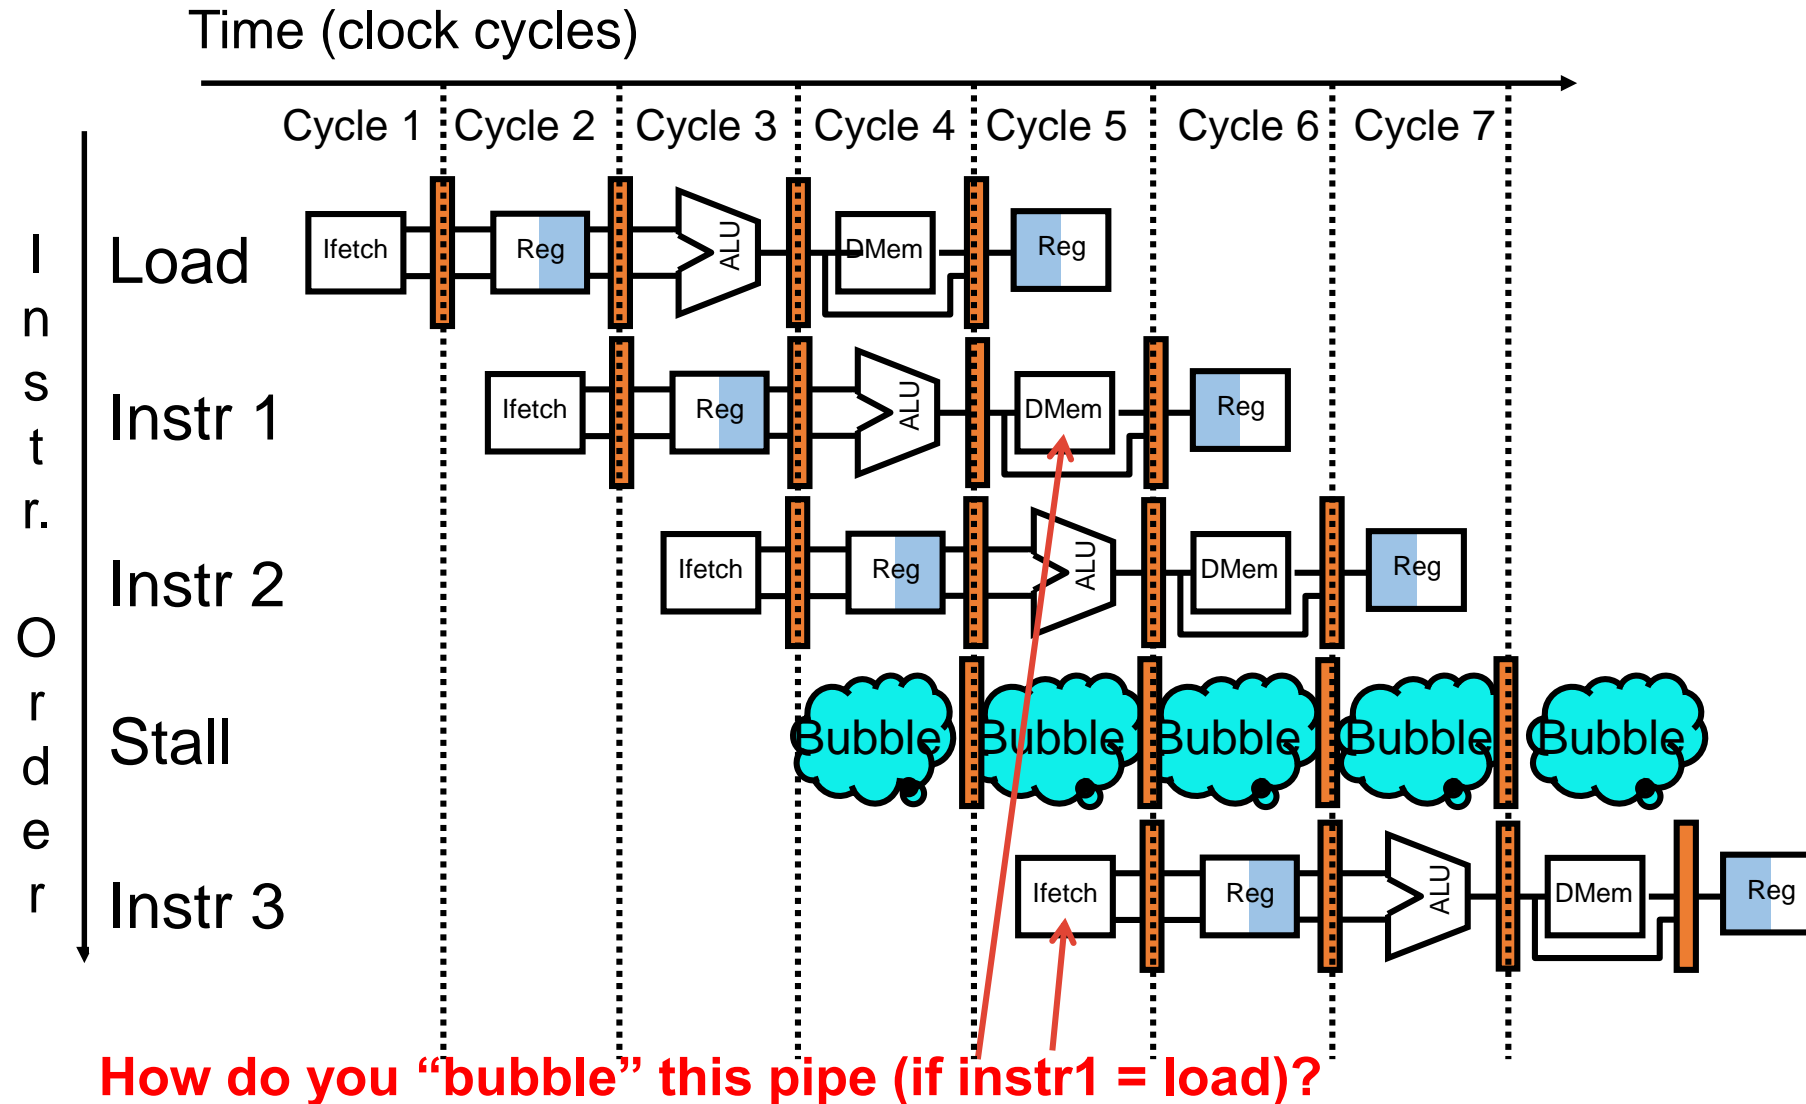 Time (clock cycles)
Cycle 1 Cycle 2 Cycle 3 Cycle 4 Cycle 5 Cycle 6 Cycle 7
Instr. Order
Load Ifetch Reg ALU DMem Reg
Instr 1 Ifetch Reg ALU DMem Reg
Instr 2 Ifetch Reg ALU DMem Reg
Stall Bubble Bubble Bubble Bubble Bubble
Instr 3 Ifetch Reg ALU DMem Reg
How do you “bubble” this pipe (if instr1 = load)?